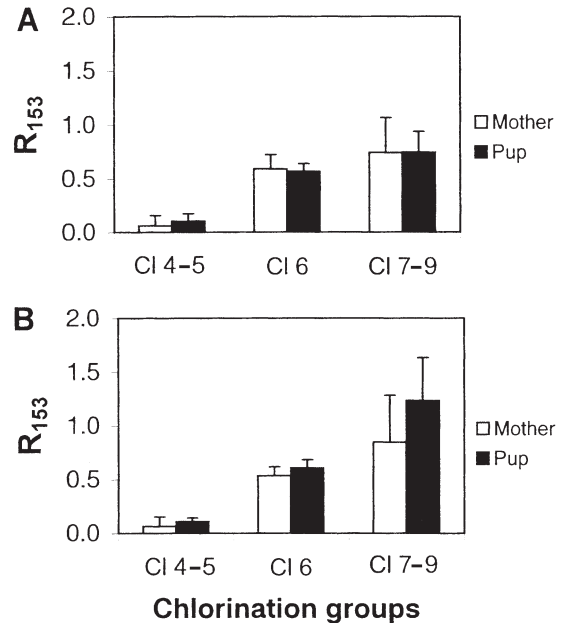 A
2.0
1.5
1.0
0.5
0.0
R153
Mother
Pup
Cl 4–5 Cl 6 Cl 7–9
B
2.0
1.5
1.0
0.5
0.0
R153
Mother
Pup
Cl 4–5 Cl 6 Cl 7–9
Chlorination groups